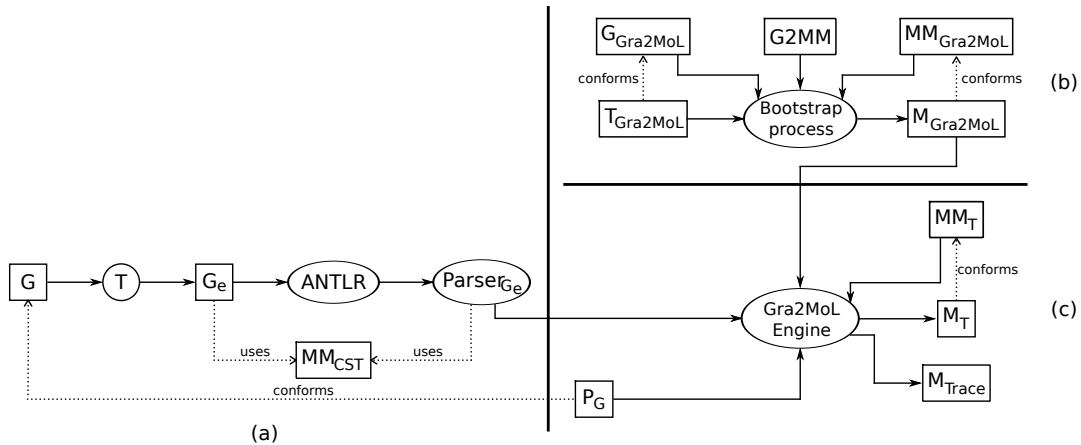 G_Gra2MoL
G2MM
MM_Gra2MoL
conforms
conforms
(b)
T_Gra2MoL
Bootstrap
process
M_Gra2MoL
MM_T
conforms
G
T
G_e
ANTLR
Parser_G_e
Gra2MoL
Engine
M_T
(c)
uses
MM_CST
uses
conforms
P_G
M_Trace
(a)